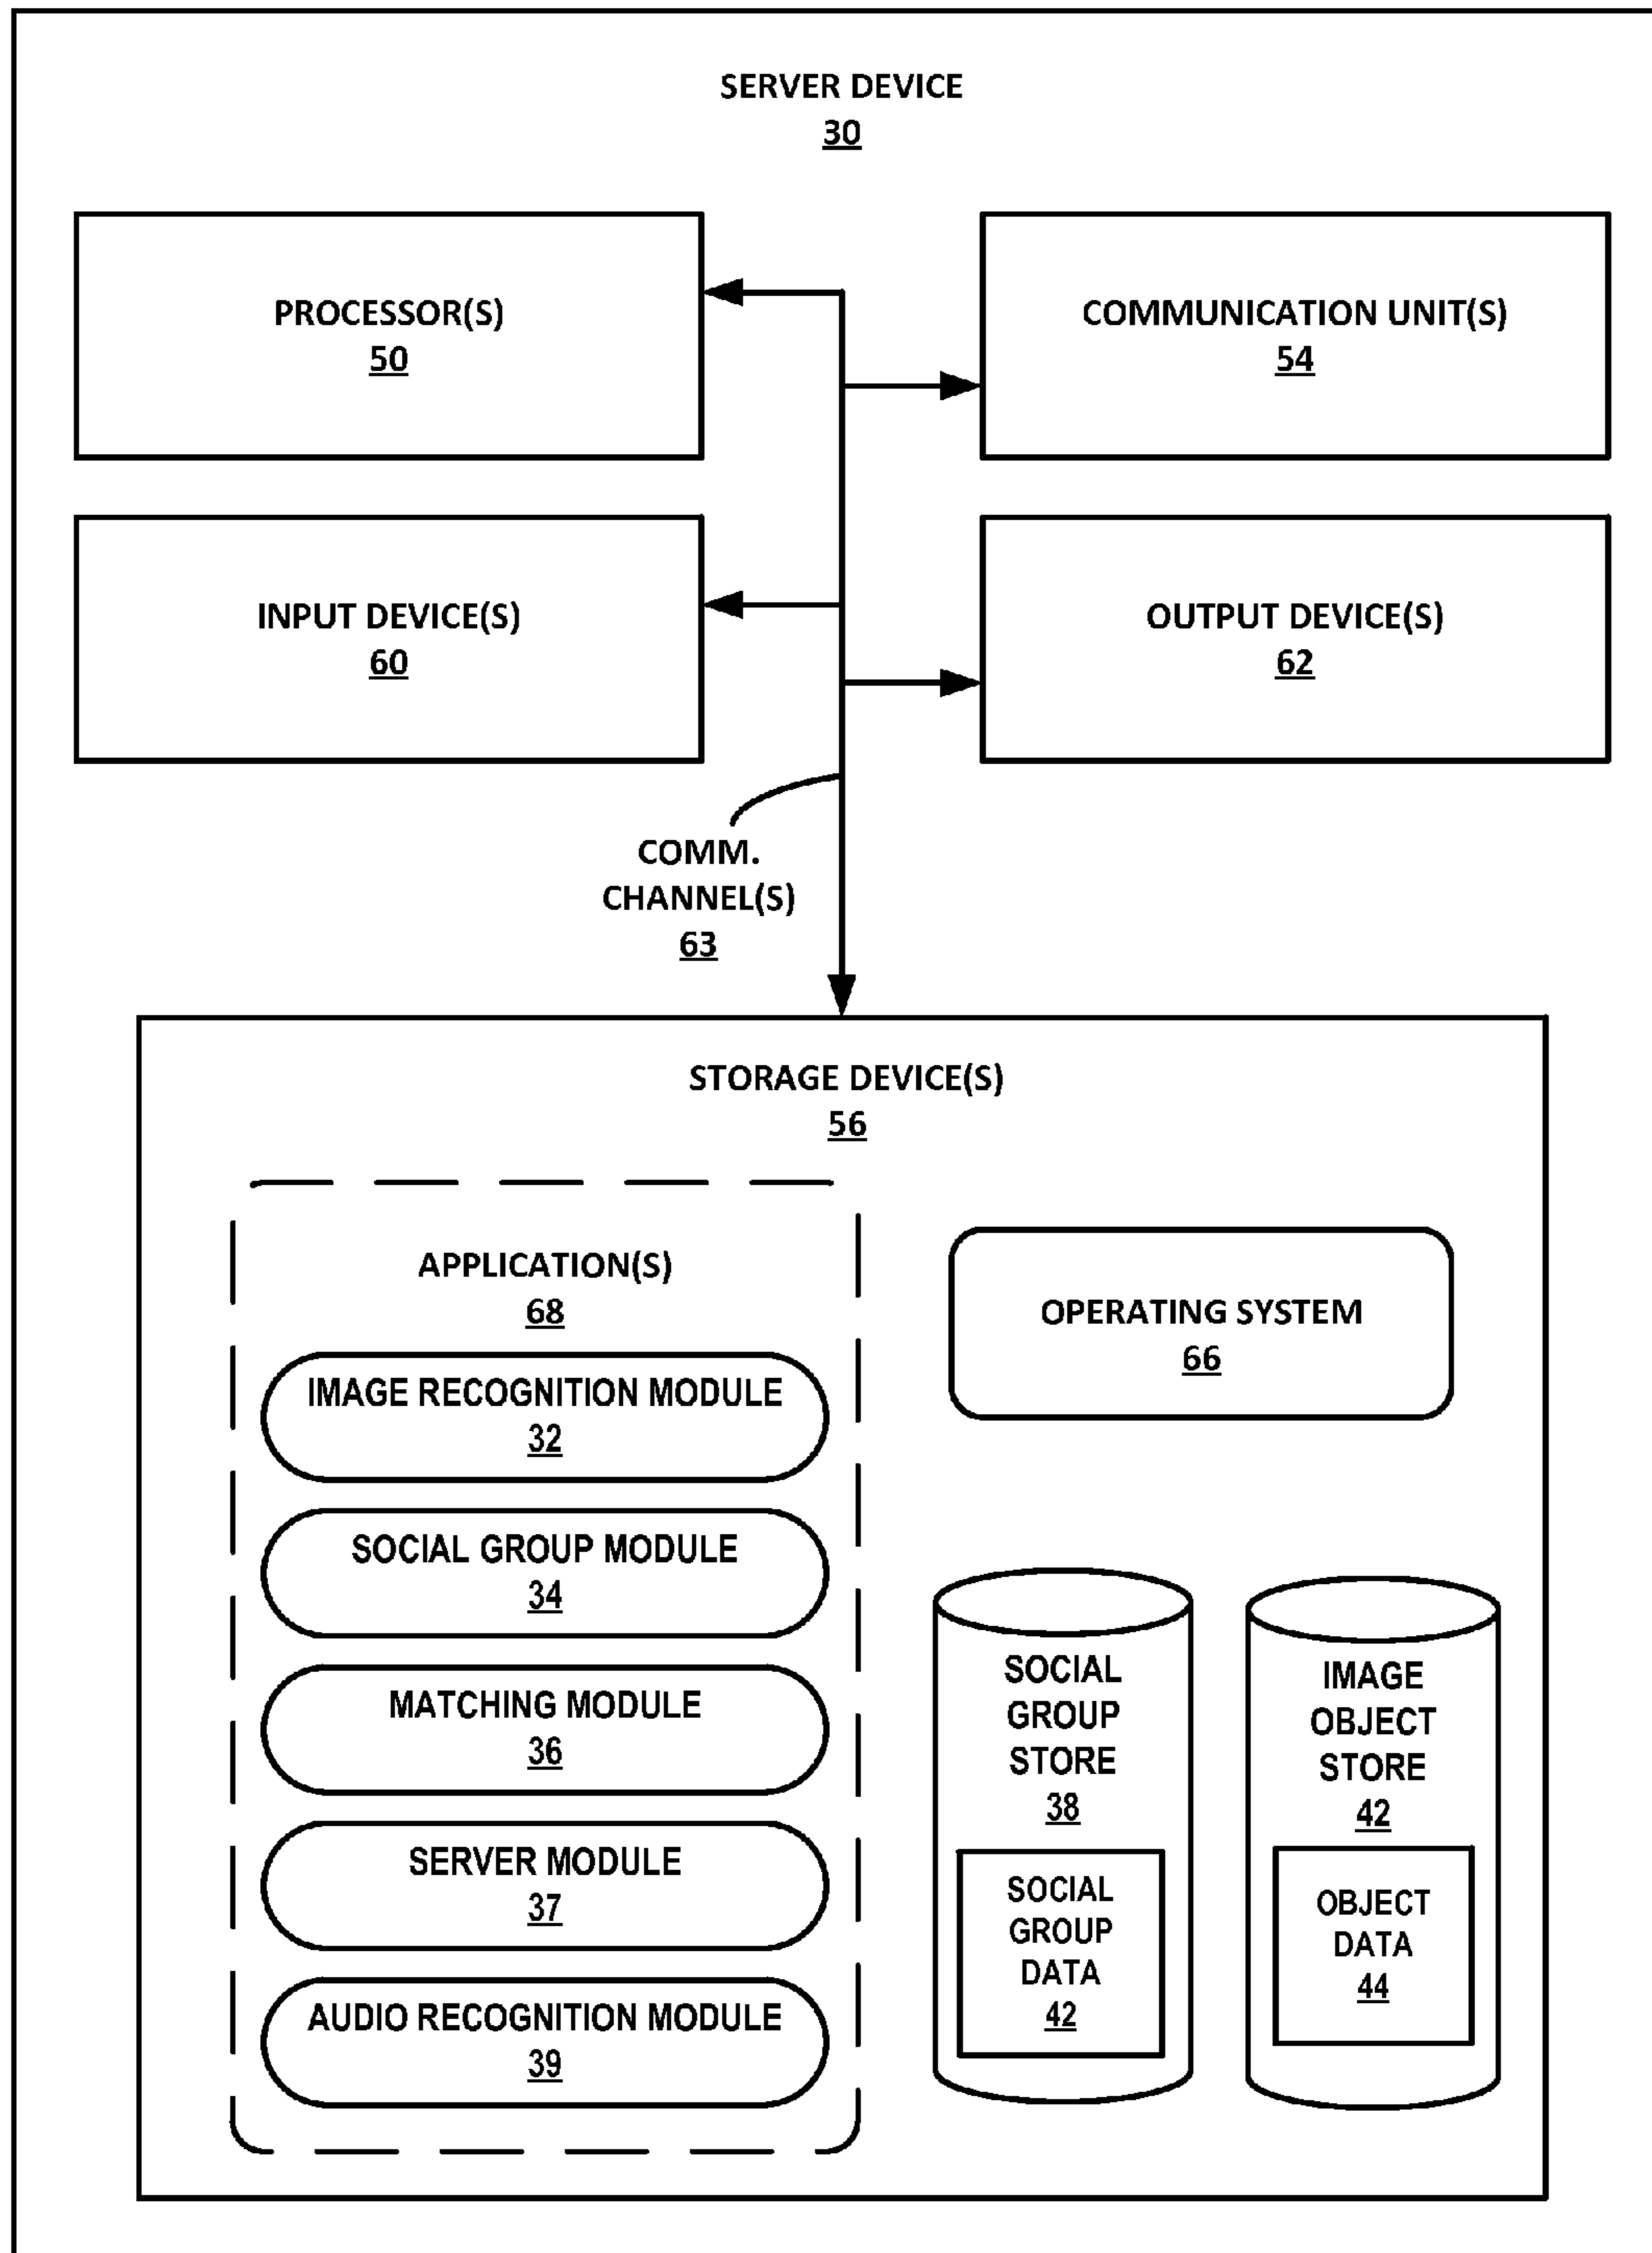 SERVER DEVICE
30
PROCESSOR(S)
50
COMMUNICATION UNIT(S)
54
INPUT DEVICE(S)
60
OUTPUT DEVICE(S)
62
COMM.
CHANNEL(S)
63
STORAGE DEVICE(S)
56
APPLICATION(S)
68
IMAGE RECOGNITION MODULE
32
SOCIAL GROUP MODULE
34
MATCHING MODULE
36
SERVER MODULE
37
AUDIO RECOGNITION MODULE
39
OPERATING SYSTEM
66
SOCIAL
GROUP
STORE
38
SOCIAL
GROUP
DATA
42
IMAGE
OBJECT
STORE
42
OBJECT
DATA
44